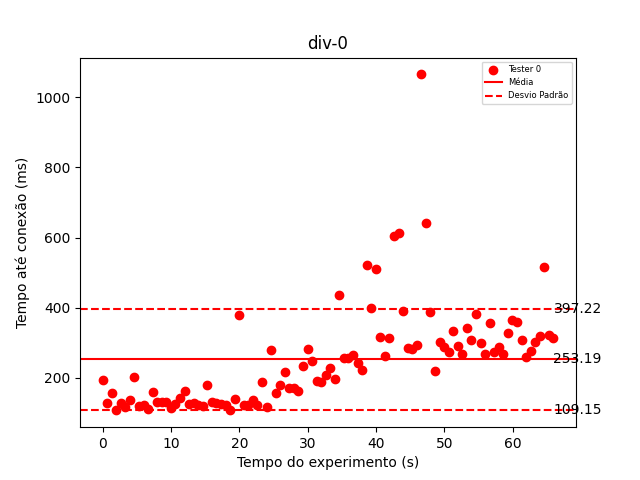 div-0
Tester 0
Média
Desvio Padrão
Tempo até conexão (ms)
1000
800
600
400
200
397.22
253.19
109.15
0 10 20 30 40 50 60
Tempo do experimento (s)